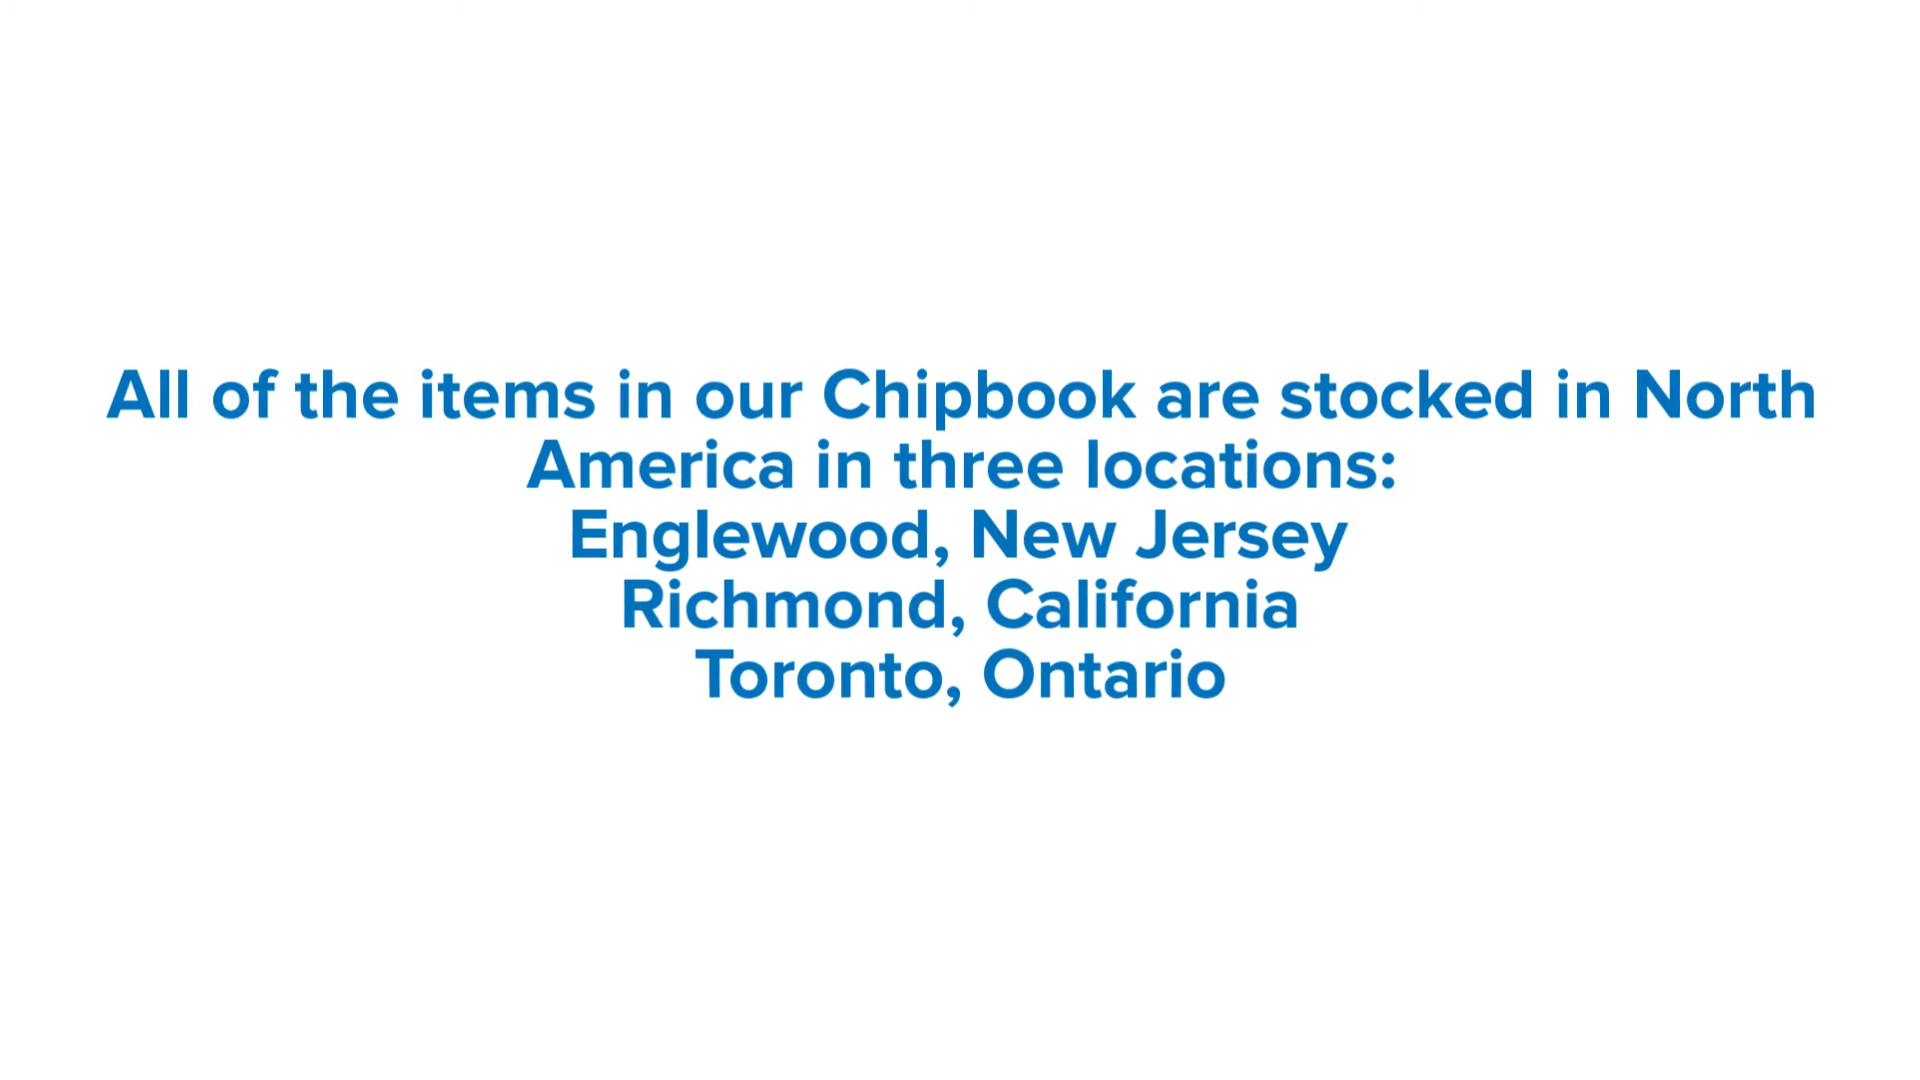 All of the items in our Chipbook are stocked in North
America in three locations:
Englewood, New Jersey
Richmond, California
Toronto, Ontario